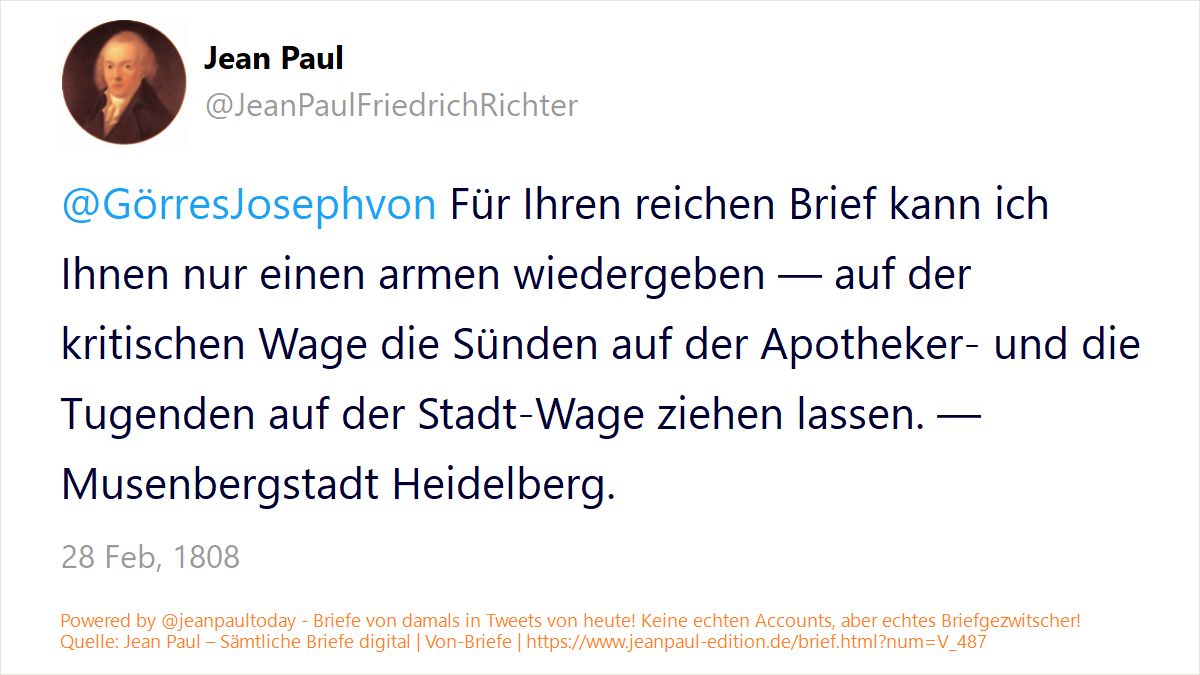 Jean Paul
@JeanPaulFriedrichRichter
@GörresJosephvon Für Ihren reichen Brief kann ich
Ihnen nur einen armen wiedergeben — auf der
kritischen Wage die Sünden auf der Apotheker- und die
Tugenden auf der Stadt-Wage ziehen lassen. —
Musenbergstadt Heidelberg.
28 Feb, 1808
Powered by @jeanpaultoday - Briefe von damals in Tweets von heute! Keine echten Accounts, aber echtes Briefgezwitscher!
Quelle: Jean Paul – Sämtliche Briefe digital | Von-Briefe | https://www.jeanpaul-edition.de/brief.html?num=V_487